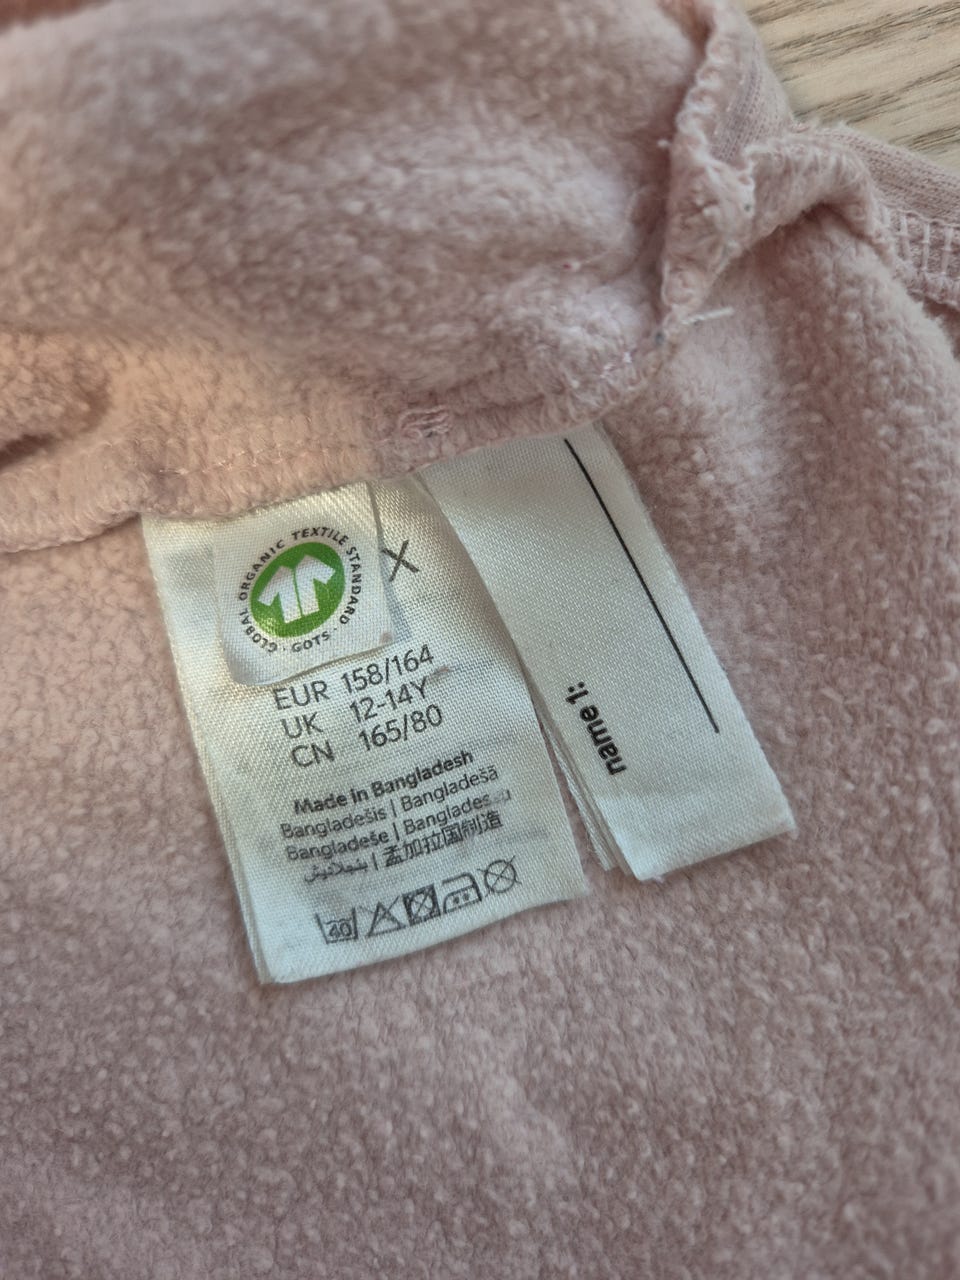 GLOBAL ORGANIC TEXTILE STANDARD · GOTS ·
X
EUR 158/164
UK 12-14Y
CN 165/80
Made in Bangladesh
Bangladešis | Bangladešā
Bangladeše |
| 孟加拉国制造
40
name 1: